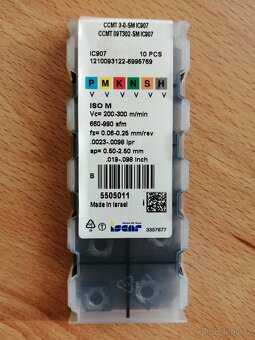 CCMT 3-0-SM IC907
CCMT 09T302-SM IC907
IC907 10 PCS
1210093122-6995769
P M K N S H
V V V V V
ISO M
Vc= 200-300 m/min
660-990 sfm
fz= 0.06-0.25 mm/rev
.0023-.0098 ipr
ap= 0.50-2.50 mm
.019-.098 inch
B 5505011
Made in Israel
iscar
3357677